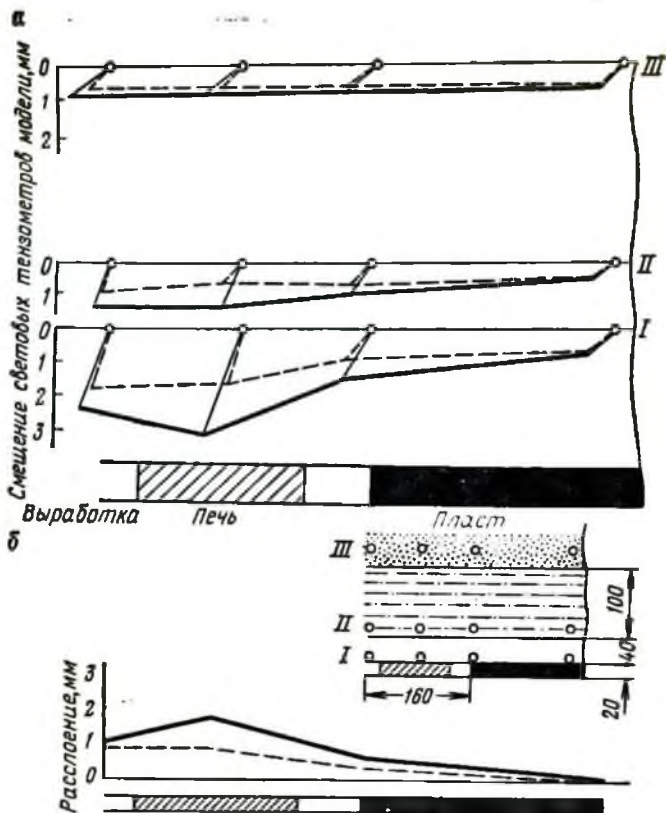 а
Смещение световых тензометров модели, мм
0
1
2
III
0
1
II
0
1
2
3
I
Выработка Печь Пласт
б
III
II
I
100
40
20
160
Расслоение, мм
3
2
1
0